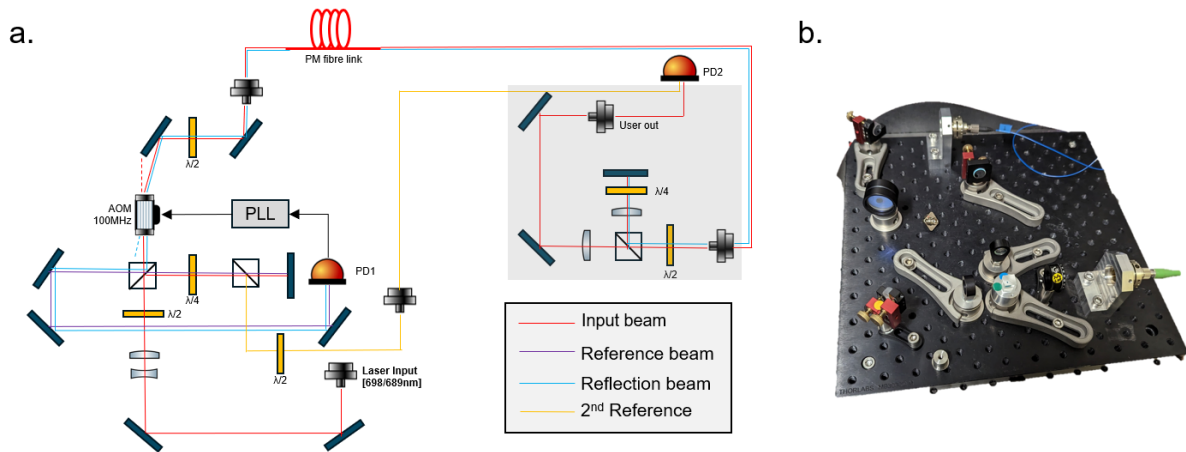 a.
b.
PM fibre link
PD2
User out
λ/2
λ/4
AOM
100MHz
PLL
PD1
λ/4
λ/2
λ/2
λ/2
Laser Input
[698/689nm]
Input beam
Reference beam
Reflection beam
2nd Reference
THORLABS